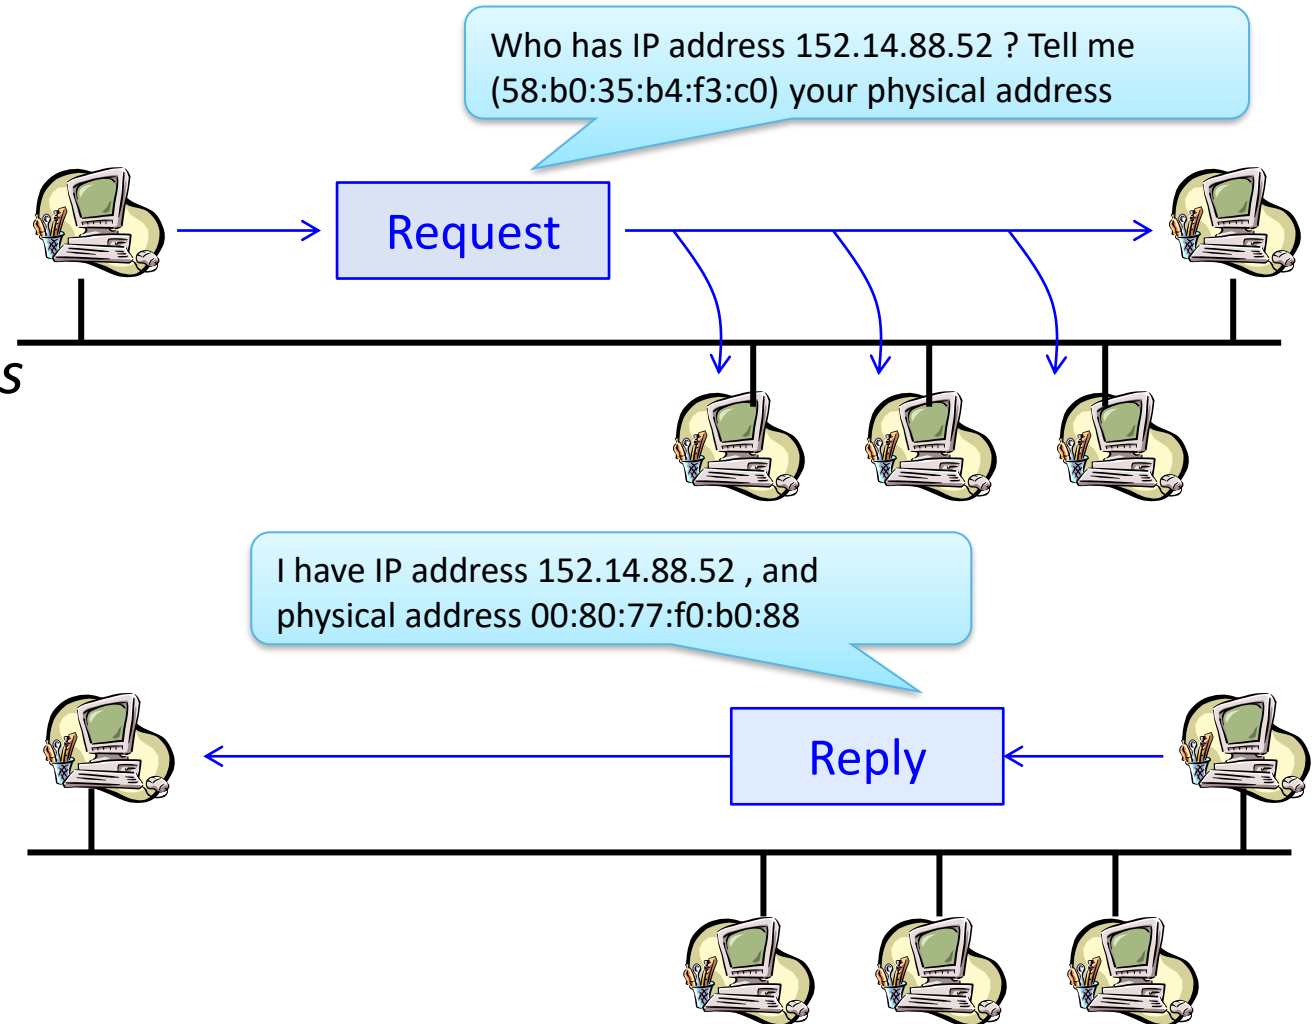 Who has IP address 152.14.88.52 ? Tell me
(58:b0:35:b4:f3:c0) your physical address
Request
s
I have IP address 152.14.88.52 , and
physical address 00:80:77:f0:b0:88
Reply